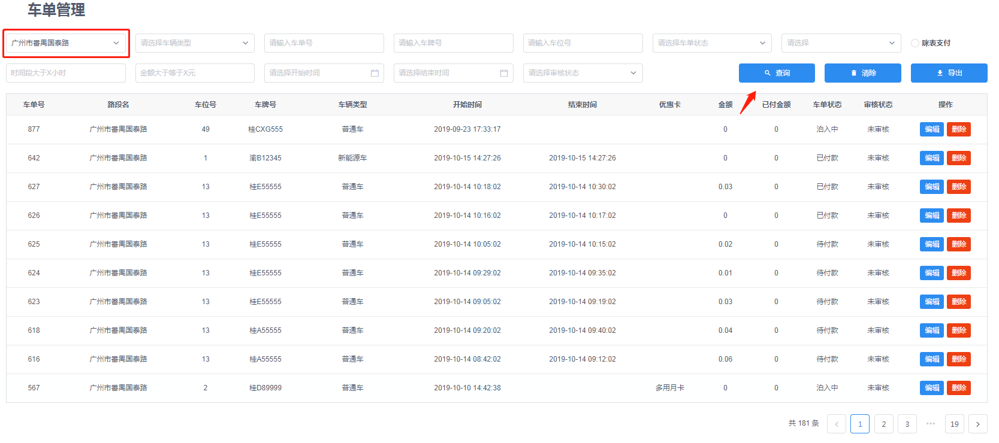 车单管理
广州市番禺国泰路 请选择车辆类型 请输入车单号 请输入车牌号 请输入车位号 请选择车单状态 请选择 咪表支付
时间段大于X小时 金额大于等于X元 请选择开始时间 请选择结束时间 请选择审核状态 查询 清除 导出
车单号 路段名 车位号 车牌号 车辆类型 开始时间 结束时间 优惠卡 金额 已付金额 车单状态 审核状态 操作
877 广州市番禺国泰路 49 桂CXG555 普通车 2019-09-23 17:33:17 0 0 泊入中 未审核 编辑 删除
642 广州市番禺国泰路 1 渝B12345 新能源车 2019-10-15 14:27:26 2019-10-15 14:27:26 0 0 已付款 未审核 编辑 删除
627 广州市番禺国泰路 13 桂E55555 普通车 2019-10-14 10:18:02 2019-10-14 10:30:02 0.03 0 已付款 未审核 编辑 删除
626 广州市番禺国泰路 13 桂E55555 普通车 2019-10-14 10:16:02 2019-10-14 10:17:02 0 0 已付款 未审核 编辑 删除
625 广州市番禺国泰路 13 桂E55555 普通车 2019-10-14 10:05:02 2019-10-14 10:15:02 0.02 0 待付款 未审核 编辑 删除
624 广州市番禺国泰路 13 桂E55555 普通车 2019-10-14 09:29:02 2019-10-14 09:35:02 0.01 0 待付款 未审核 编辑 删除
623 广州市番禺国泰路 13 桂E55555 普通车 2019-10-14 09:05:02 2019-10-14 09:19:02 0.03 0 待付款 未审核 编辑 删除
618 广州市番禺国泰路 13 桂A55555 普通车 2019-10-14 09:20:02 2019-10-14 09:40:02 0.04 0 待付款 未审核 编辑 删除
616 广州市番禺国泰路 13 桂A55555 普通车 2019-10-14 08:42:02 2019-10-14 09:12:02 0.06 0 待付款 未审核 编辑 删除
567 广州市番禺国泰路 2 桂D89999 普通车 2019-10-10 14:42:38 多用月卡 0 0 泊入中 未审核 编辑 删除
共 181 条 < 1 2 3 ••• 19 >